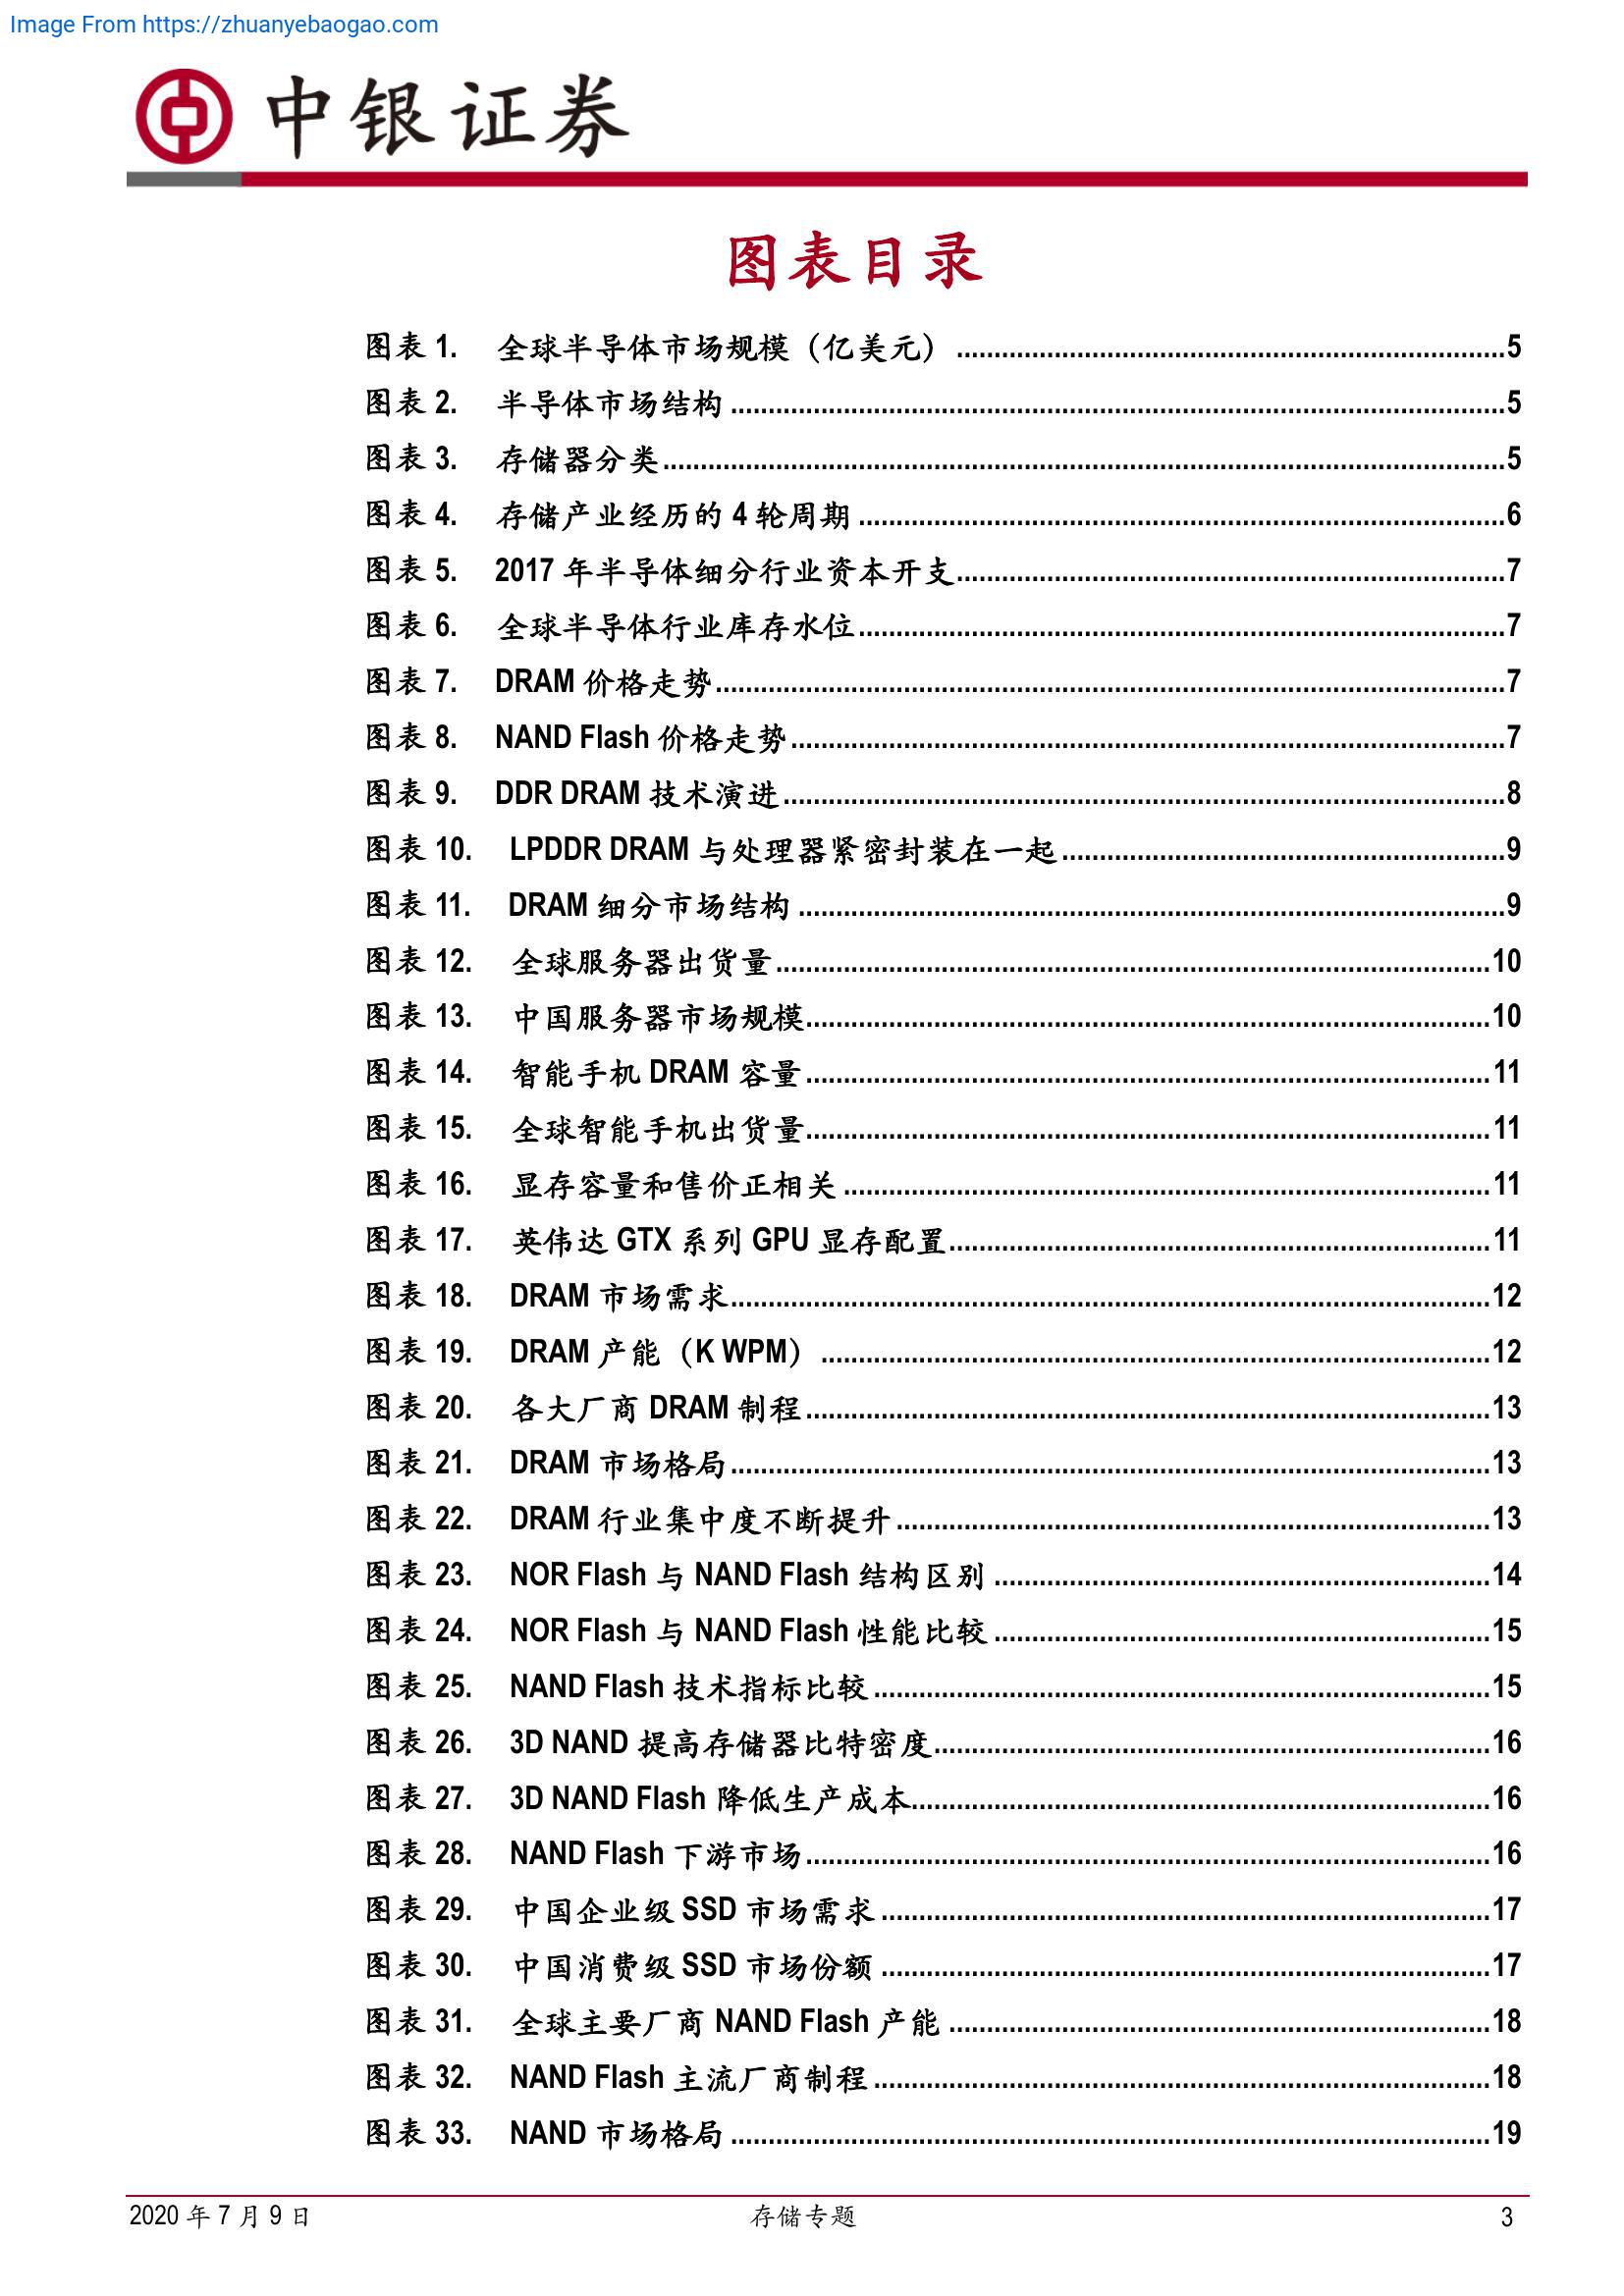 Image From https://zhuanyebaogao.com
中银证券
图表目录
图表 1. 全球半导体市场规模（亿美元） ........5
图表 2. 半导体市场结构 ........5
图表 3. 存储器分类 ........5
图表 4. 存储产业经历的 4 轮周期 ........6
图表 5. 2017 年半导体细分行业资本开支 ........7
图表 6. 全球半导体行业库存水位 ........7
图表 7. DRAM 价格走势 ........7
图表 8. NAND Flash 价格走势 ........7
图表 9. DDR DRAM 技术演进 ........8
图表 10. LPDDR DRAM 与处理器紧密封装在一起 ........9
图表 11. DRAM 细分市场结构 ........9
图表 12. 全球服务器出货量 ........10
图表 13. 中国服务器市场规模 ........10
图表 14. 智能手机 DRAM 容量 ........11
图表 15. 全球智能手机出货量 ........11
图表 16. 显存容量和售价正相关 ........11
图表 17. 英伟达 GTX 系列 GPU 显存配置 ........11
图表 18. DRAM 市场需求 ........12
图表 19. DRAM 产能（K WPM） ........12
图表 20. 各大厂商 DRAM 制程 ........13
图表 21. DRAM 市场格局 ........13
图表 22. DRAM 行业集中度不断提升 ........13
图表 23. NOR Flash 与 NAND Flash 结构区别 ........14
图表 24. NOR Flash 与 NAND Flash 性能比较 ........15
图表 25. NAND Flash 技术指标比较 ........15
图表 26. 3D NAND 提高存储器比特密度 ........16
图表 27. 3D NAND Flash 降低生产成本 ........16
图表 28. NAND Flash 下游市场 ........16
图表 29. 中国企业级 SSD 市场需求 ........17
图表 30. 中国消费级 SSD 市场份额 ........17
图表 31. 全球主要厂商 NAND Flash 产能 ........18
图表 32. NAND Flash 主流厂商制程 ........18
图表 33. NAND 市场格局 ........19
2020 年 7 月 9 日 存储专题 3